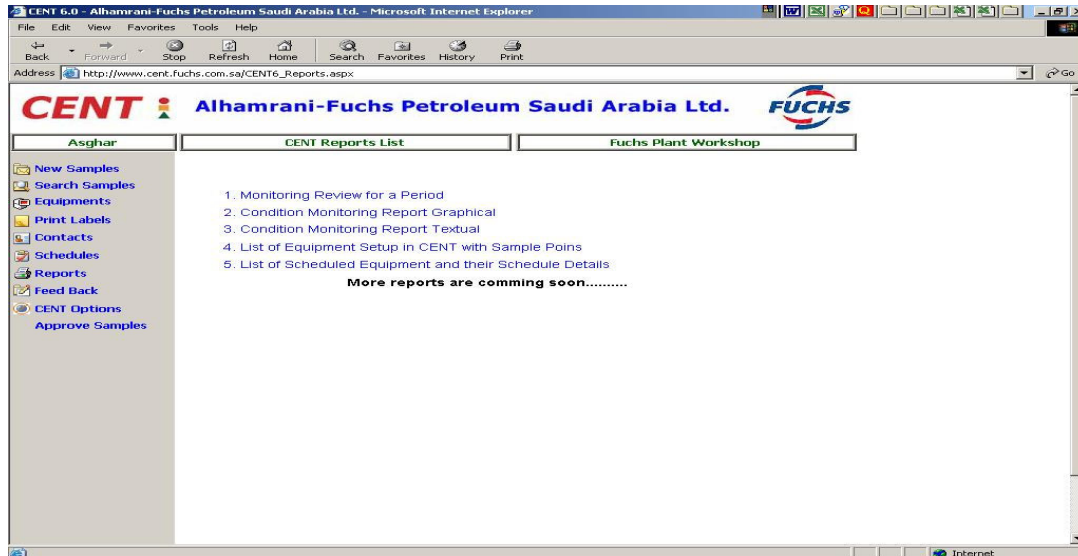 CENT 6.0 - Alhamrani-Fuchs Petroleum Saudi Arabia Ltd. - Microsoft Internet Explorer
File Edit View Favorites Tools Help
Back Forward Stop Refresh Home Search Favorites History Print
Address http://www.cent.fuchs.com.sa/CENT6_Reports.aspx Go
CENT Alhamrani-Fuchs Petroleum Saudi Arabia Ltd. FUCHS
Asghar CENT Reports List Fuchs Plant Workshop
New Samples
Search Samples
Equipments
Print Labels
Contacts
Schedules
Reports
Feed Back
CENT Options
Approve Samples
1. Monitoring Review for a Period
2. Condition Monitoring Report Graphical
3. Condition Monitoring Report Textual
4. List of Equipment Setup in CENT with Sample Poins
5. List of Scheduled Equipment and their Schedule Details
More reports are comming soon..........
Internet